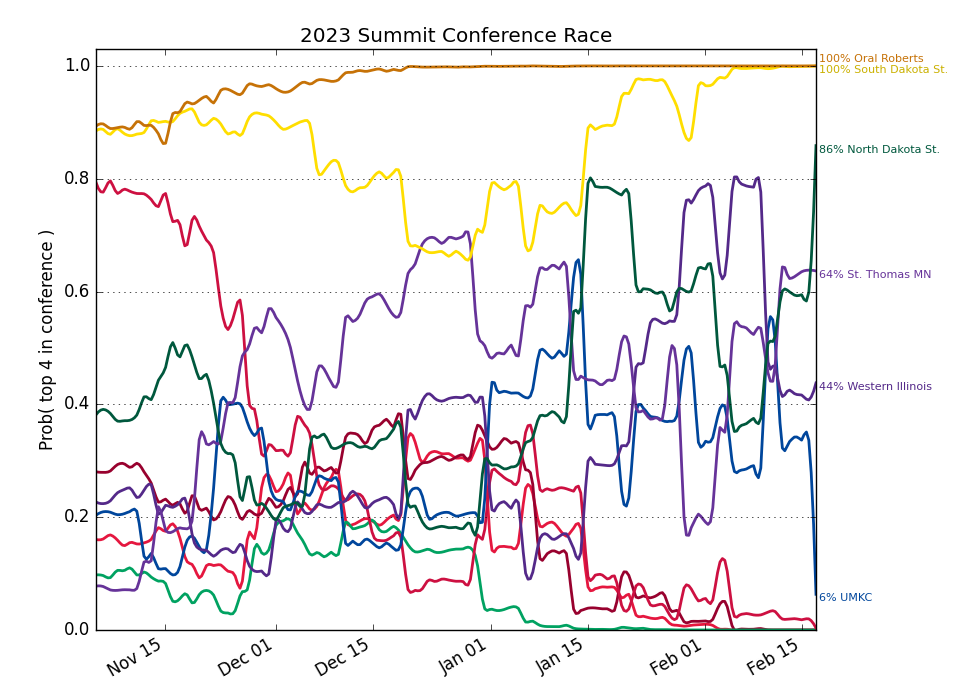 2023 Summit Conference Race
Prob( top 4 in conference )
1.0
0.8
0.6
0.4
0.2
0.0
Nov 15
Dec 01
Dec 15
Jan 01
Jan 15
Feb 01
Feb 15
100% Oral Roberts
100% South Dakota St.
86% North Dakota St.
64% St. Thomas MN
44% Western Illinois
6% UMKC